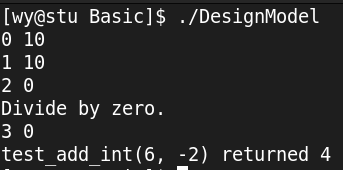 [wy@stu Basic]$ ./DesignModel
0 10
1 10
2 0
Divide by zero.
3 0
test_add_int(6, -2) returned 4